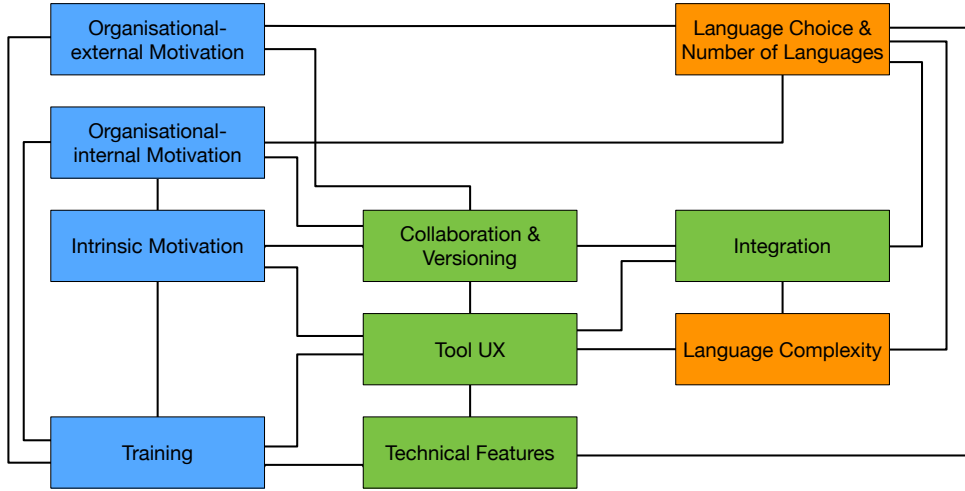 Organisational-
external Motivation
Language Choice &
Number of Languages
Organisational-
internal Motivation
Intrinsic Motivation
Collaboration &
Versioning
Integration
Tool UX
Language Complexity
Training
Technical Features